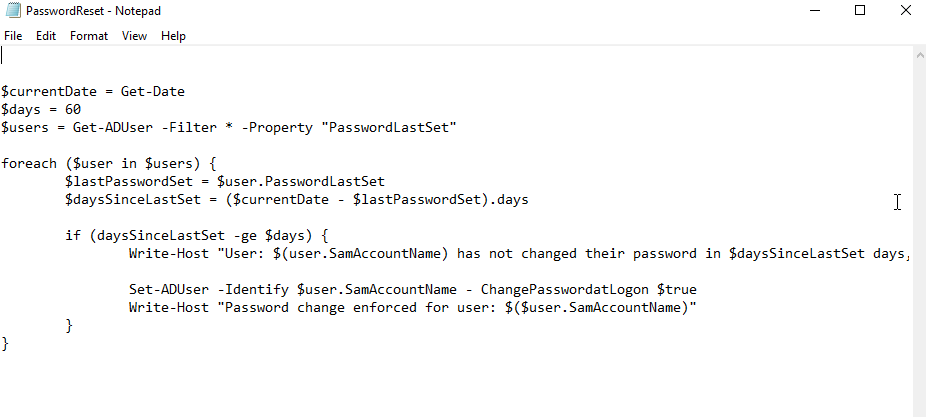 PasswordReset - Notepad
File Edit Format View Help
$currentDate = Get-Date
$days = 60
$users = Get-ADUser -Filter * -Property "PasswordLastSet"
foreach ($user in $users) {
$lastPasswordSet = $user.PasswordLastSet
$daysSinceLastSet = ($currentDate - $lastPasswordSet).days
if (daysSinceLastSet -ge $days) {
Write-Host "User: $(user.SamAccountName) has not changed their password in $daysSinceLastSet days,
Set-ADUser -Identify $user.SamAccountName - ChangePasswordatLogon $true
Write-Host "Password change enforced for user: $($user.SamAccountName)"
}
}